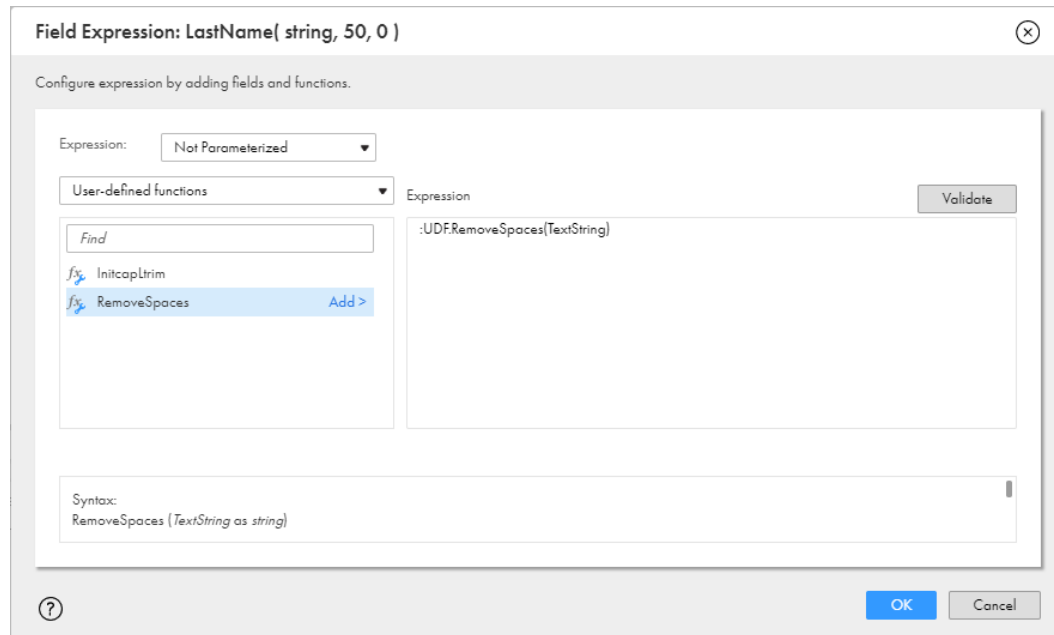 Field Expression: LastName( string, 50, 0 )
Configure expression by adding fields and functions.
Expression: Not Parameterized
User-defined functions
Expression
Validate
Find
:UDF.RemoveSpaces(TextString)
InitcapLtrim
RemoveSpaces Add >
Syntax:
RemoveSpaces (TextString as string)
OK Cancel